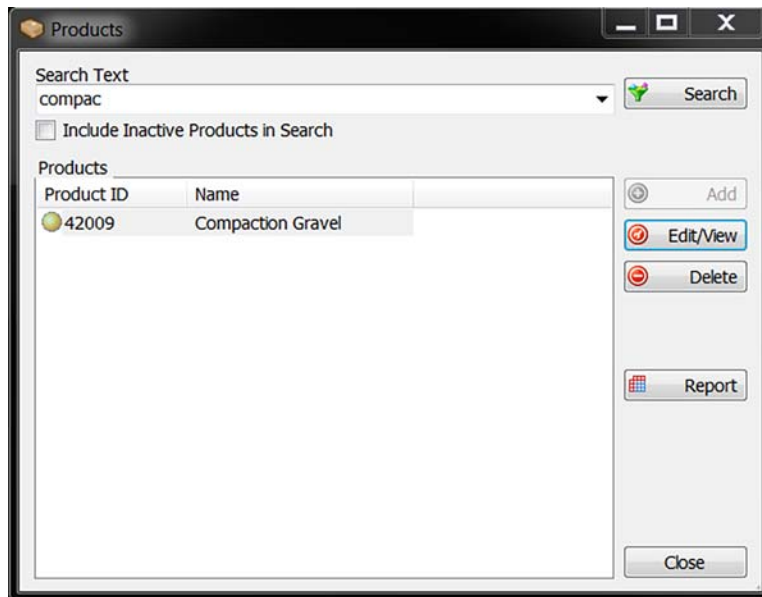 Products
Search Text
compac
Search
Include Inactive Products in Search
Products
Product ID Name
42009 Compaction Gravel
Add
Edit/View
Delete
Report
Close